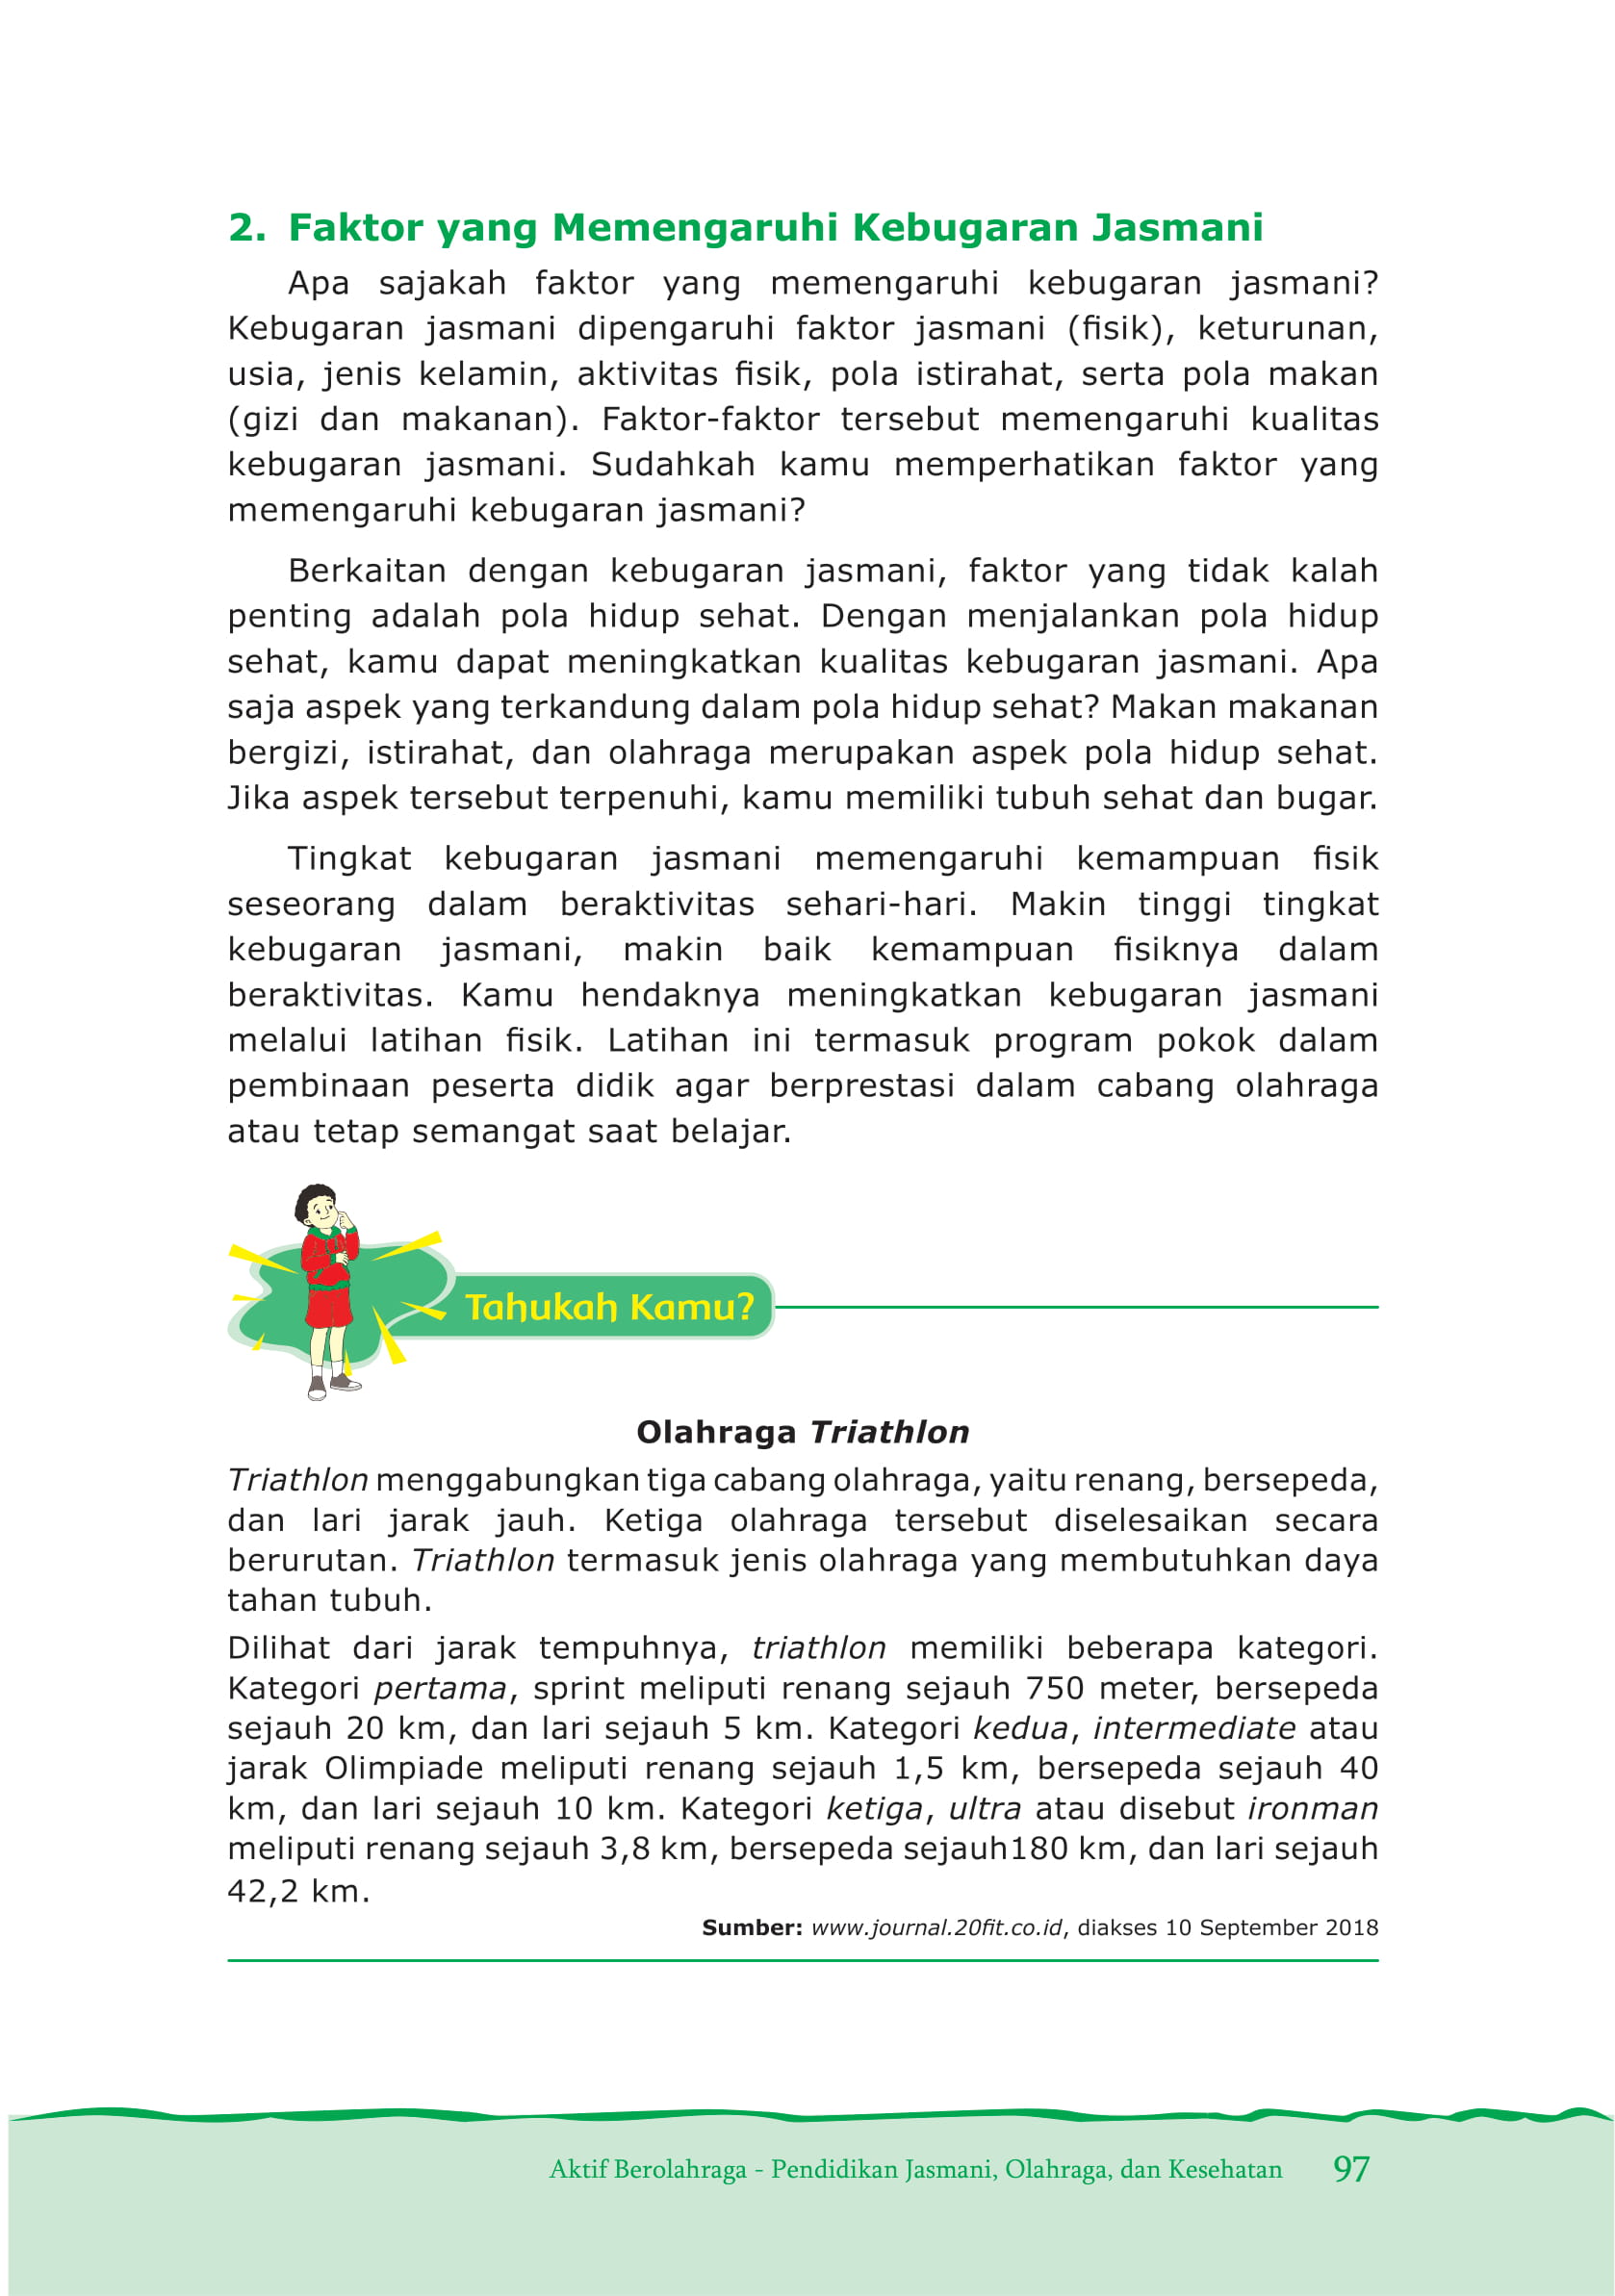 2. Faktor yang Memengaruhi Kebugaran Jasmani
Apa sajakah faktor yang memengaruhi kebugaran jasmani?
Kebugaran jasmani dipengaruhi faktor jasmani (fisik), keturunan,
usia, jenis kelamin, aktivitas fisik, pola istirahat, serta pola makan
(gizi dan makanan). Faktor-faktor tersebut memengaruhi kualitas
kebugaran jasmani. Sudahkah kamu memperhatikan faktor yang
memengaruhi kebugaran jasmani?
Berkaitan dengan kebugaran jasmani, faktor yang tidak kalah
penting adalah pola hidup sehat. Dengan menjalankan pola hidup
sehat, kamu dapat meningkatkan kualitas kebugaran jasmani. Apa
saja aspek yang terkandung dalam pola hidup sehat? Makan makanan
bergizi, istirahat, dan olahraga merupakan aspek pola hidup sehat.
Jika aspek tersebut terpenuhi, kamu memiliki tubuh sehat dan bugar.
Tingkat kebugaran jasmani memengaruhi kemampuan fisik
seseorang dalam beraktivitas sehari-hari. Makin tinggi tingkat
kebugaran jasmani, makin baik kemampuan fisiknya dalam
beraktivitas. Kamu hendaknya meningkatkan kebugaran jasmani
melalui latihan fisik. Latihan ini termasuk program pokok dalam
pembinaan peserta didik agar berprestasi dalam cabang olahraga
atau tetap semangat saat belajar.
Tahukah Kamu?
Olahraga Triathlon
Triathlon menggabungkan tiga cabang olahraga, yaitu renang, bersepeda,
dan lari jarak jauh. Ketiga olahraga tersebut diselesaikan secara
berurutan. Triathlon termasuk jenis olahraga yang membutuhkan daya
tahan tubuh.
Dilihat dari jarak tempuhnya, triathlon memiliki beberapa kategori.
Kategori pertama, sprint meliputi renang sejauh 750 meter, bersepeda
sejauh 20 km, dan lari sejauh 5 km. Kategori kedua, intermediate atau
jarak Olimpiade meliputi renang sejauh 1,5 km, bersepeda sejauh 40
km, dan lari sejauh 10 km. Kategori ketiga, ultra atau disebut ironman
meliputi renang sejauh 3,8 km, bersepeda sejauh180 km, dan lari sejauh
42,2 km.
Sumber: www.journal.20fit.co.id, diakses 10 September 2018
Aktif Berolahraga - Pendidikan Jasmani, Olahraga, dan Kesehatan 97